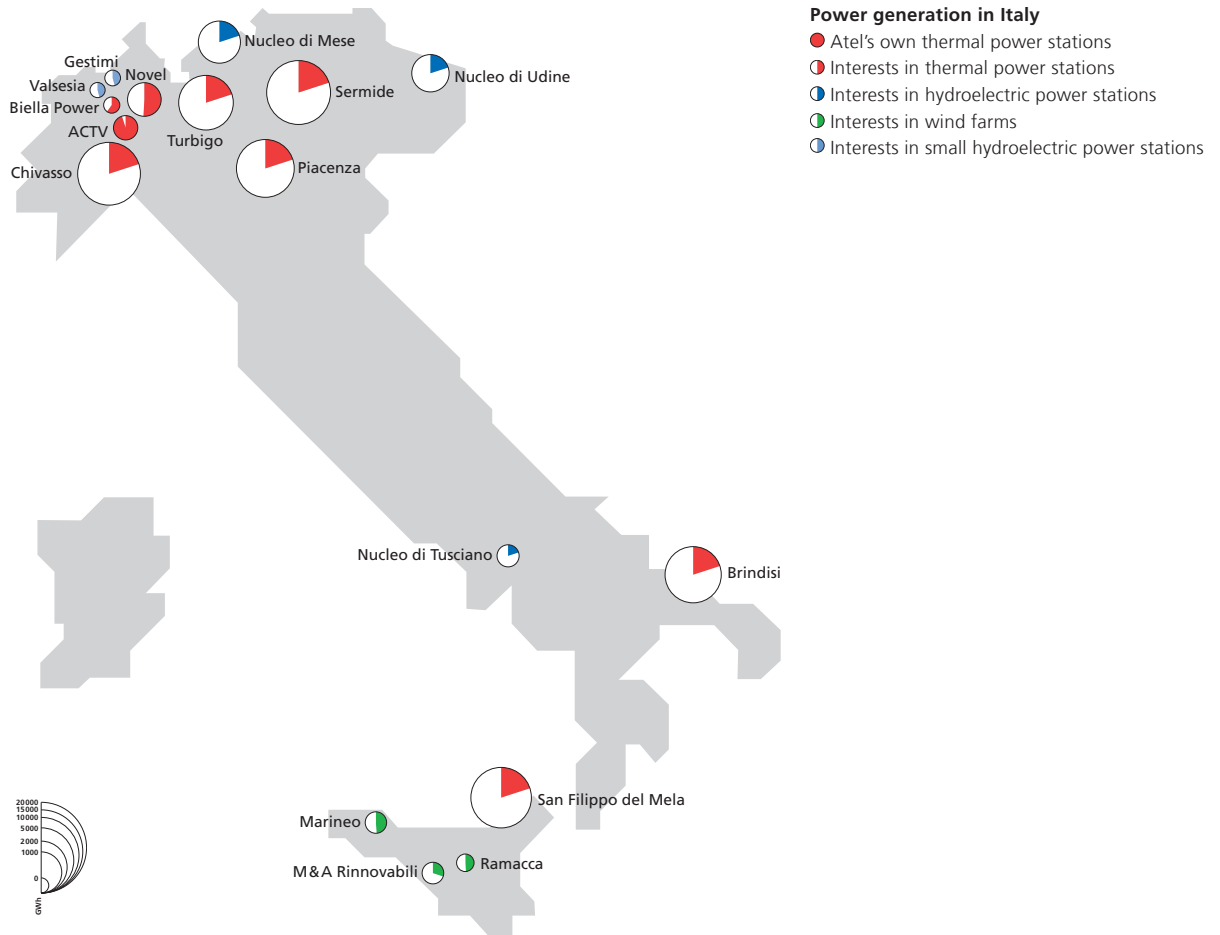 Power generation in Italy
Atel's own thermal power stations
Interests in thermal power stations
Interests in hydroelectric power stations
Interests in wind farms
Interests in small hydroelectric power stations
Nucleo di Mese
Gestimi
Novel
Nucleo di Udine
Valsesia
Sermide
Biella Power
ACTV
Turbigo
Chivasso
Piacenza
Nucleo di Tusciano
Brindisi
San Filippo del Mela
Marineo
Ramacca
M&A Rinnovabili
20000
15000
10000
5000
2000
1000
0
GWh